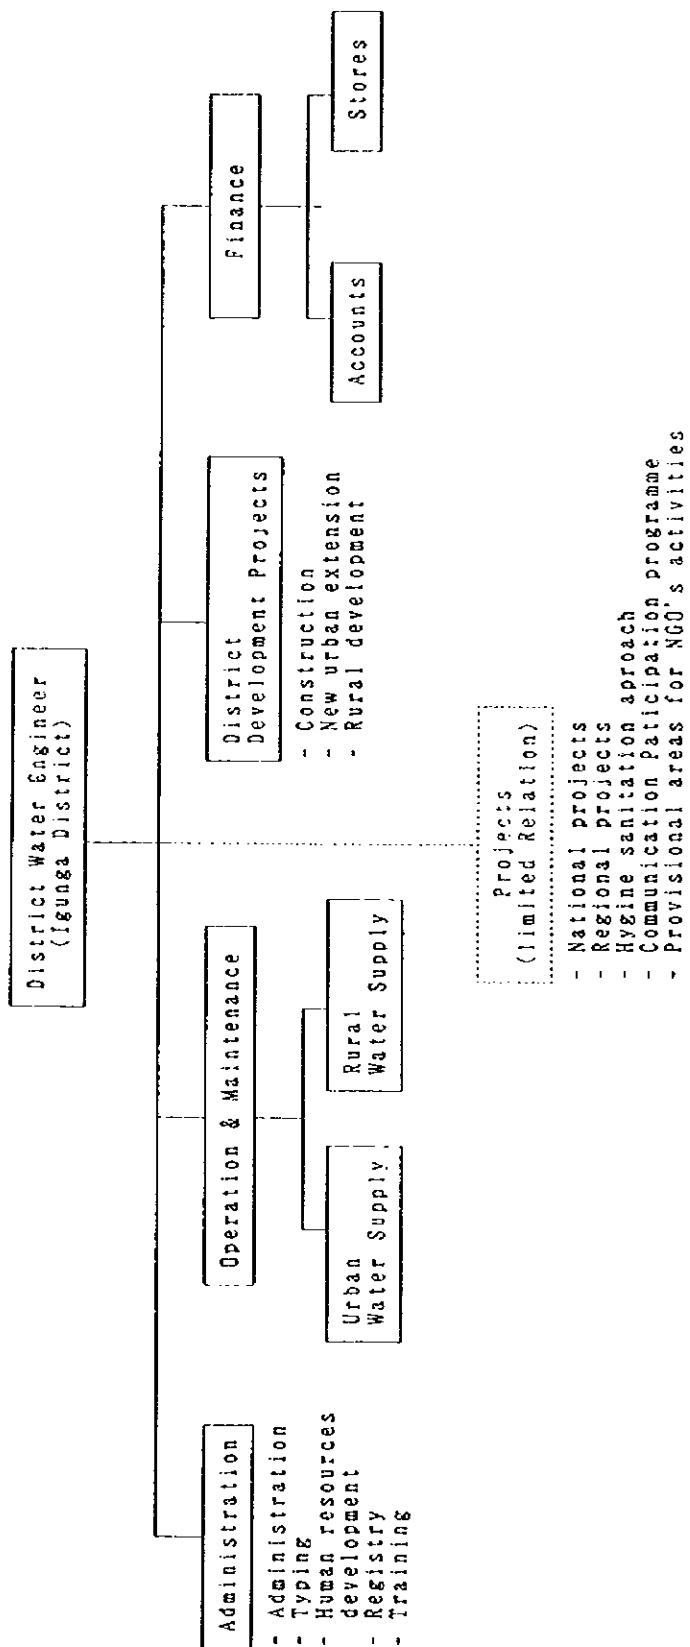 District Water Engineer
(Igunga District)
Administration
- Administration
- Typing
- Human resources
development
- Registry
- Training
Operation & Maintenance
Urban
Water Supply
Rural
Water Supply
District
Development Projects
- Construction
- New urban extension
- Rural development
Finance
Accounts
Stores
Projects
(limited Relation)
- National projects
- Regional projects
- Hygine sanitation aproach
- Communication Paticipation programme
- Provisional areas for NGO's activities